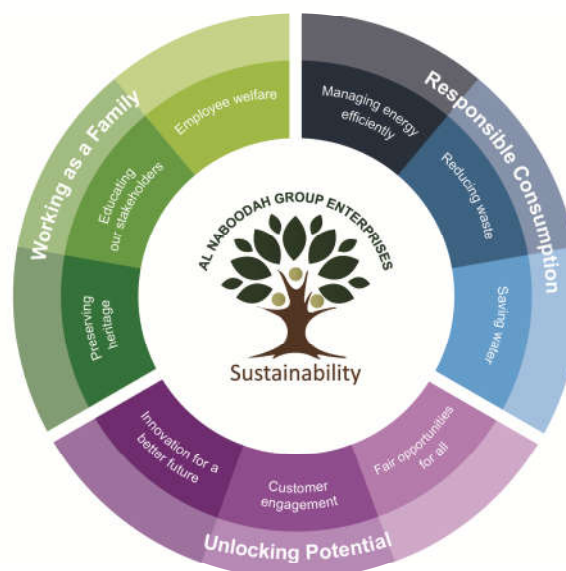 AL NABOODAH GROUP ENTERPRISES
Sustainability
Working as a Family
Employee welfare
Educating
our stakeholders
Preserving
heritage
Responsible Consumption
Managing energy
efficiently
Reducing waste
Saving water
Unlocking Potential
Innovation for a
better future
Customer
engagement
Fair opportunities
for all